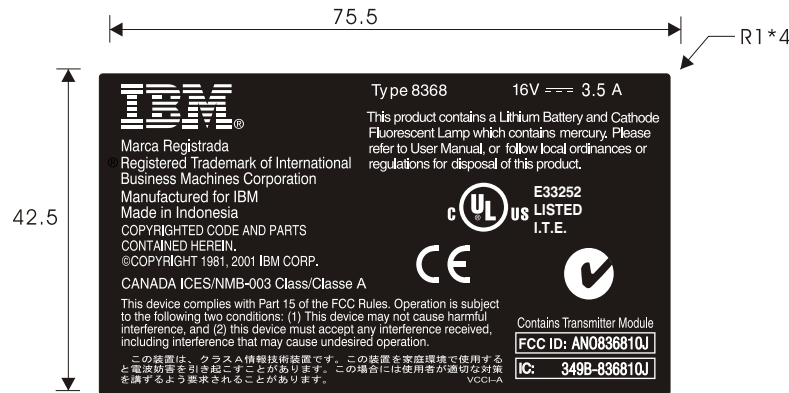 75.5
R1*4
42.5
IBM®
Marca Registrada
® Registered Trademark of International
Business Machines Corporation
Manufactured for IBM
Made in Indonesia
COPYRIGHTED CODE AND PARTS
CONTAINED HEREIN.
©COPYRIGHT 1981, 2001 IBM CORP.
CANADA ICES/NMB-003 Class/Classe A
This device complies with Part 15 of the FCC Rules. Operation is subject
to the following two conditions: (1) This device may not cause harmful
interference, and (2) this device must accept any interference received,
including interference that may cause undesired operation.
この装置は、クラスA情報技術装置です。この装置を家庭環境で使用する
と電波妨害を引き起こすことがあります。この場合には使用者が適切な対策
を講ずるよう要求されることがあります。 VCCI-A
Type 8368 16V 3.5 A
This product contains a Lithium Battery and Cathode
Fluorescent Lamp which contains mercury. Please
refer to User Manual, or follow local ordinances or
regulations for disposal of this product.
C UL® US
E33252
LISTED
I.T.E.
CE
Contains Transmitter Module
FCC ID: ANO836810J
IC: 349B-836810J